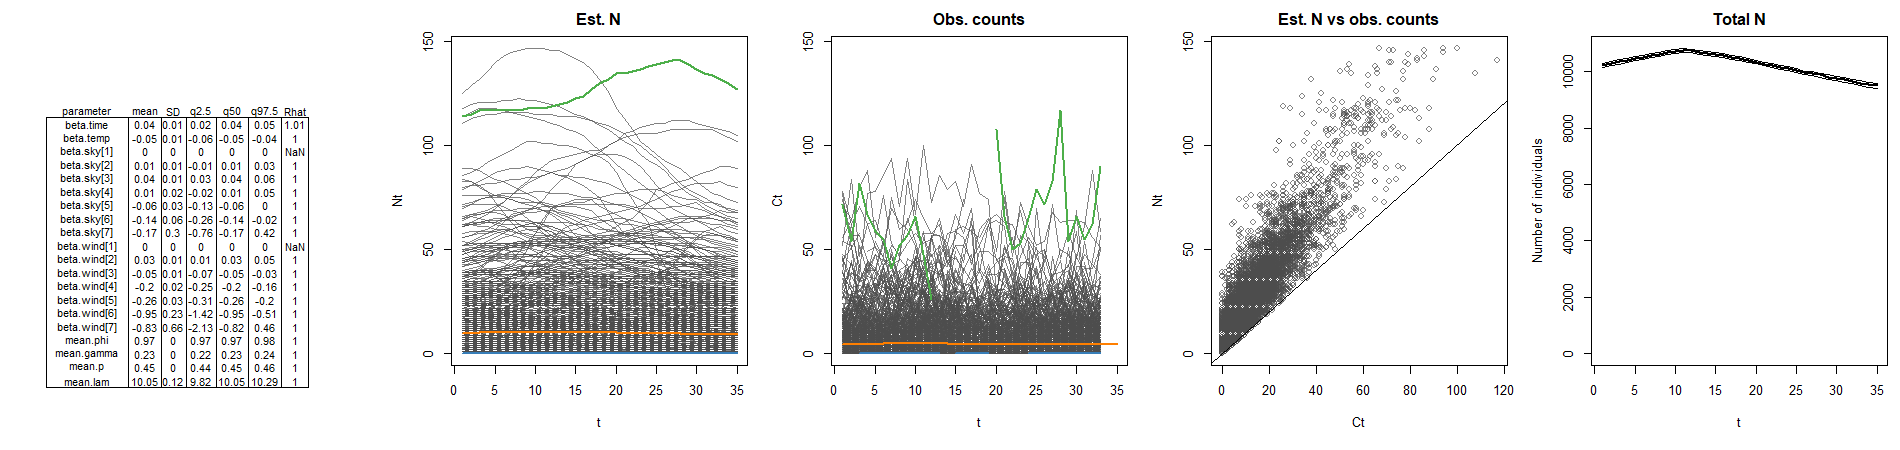 parameter mean SD q2.5 q50 q97.5 Rhat
beta.time 0.04 0.01 0.02 0.04 0.05 1.01
beta.temp -0.05 0.01 -0.06 -0.05 -0.04 1
beta.sky[1] 0 0 0 0 0 NaN
beta.sky[2] 0.01 0.01 -0.01 0.01 0.03 1
beta.sky[3] 0.04 0.01 0.03 0.04 0.06 1
beta.sky[4] 0.01 0.02 -0.02 0.01 0.05 1
beta.sky[5] -0.06 0.03 -0.13 -0.06 0 1
beta.sky[6] -0.14 0.06 -0.26 -0.14 -0.02 1
beta.sky[7] -0.17 0.3 -0.76 -0.17 0.42 1
beta.wind[1] 0 0 0 0 0 NaN
beta.wind[2] 0.03 0.01 0.01 0.03 0.05 1
beta.wind[3] -0.05 0.01 -0.07 -0.05 -0.03 1
beta.wind[4] -0.2 0.02 -0.25 -0.2 -0.16 1
beta.wind[5] -0.26 0.03 -0.31 -0.26 -0.2 1
beta.wind[6] -0.95 0.23 -1.42 -0.95 -0.51 1
beta.wind[7] -0.83 0.66 -2.13 -0.82 0.46 1
mean.phi 0.97 0 0.97 0.97 0.98 1
mean.gamma 0.23 0 0.22 0.23 0.24 1
mean.p 0.45 0 0.44 0.45 0.46 1
mean.lam 10.05 0.12 9.82 10.05 10.29 1
Est. N
Nt
150
100
50
0
0 5 10 15 20 25 30 35
t
Obs. counts
Ct
150
100
50
0
0 5 10 15 20 25 30 35
t
Est. N vs obs. counts
Nt
150
100
50
0
0 20 40 60 80 100 120
Ct
Total N
Number of individuals
10000
8000
6000
4000
2000
0
0 5 10 15 20 25 30 35
t